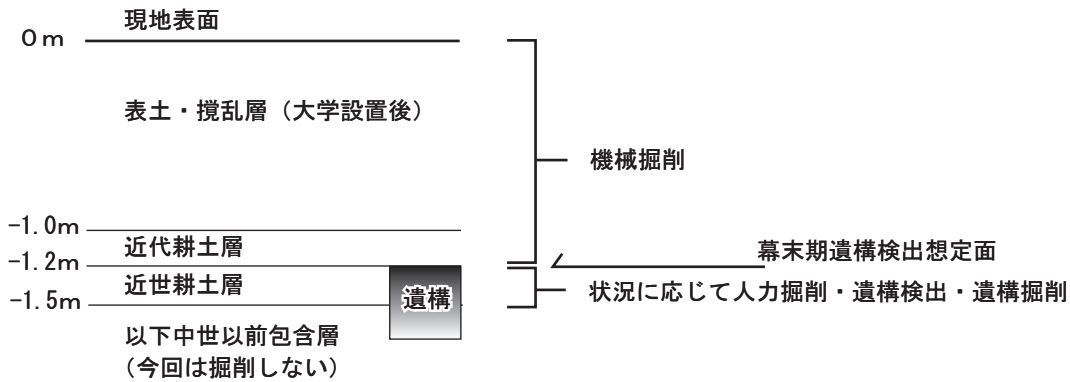 現地表面
0m
表土・撹乱層（大学設置後）
機械掘削
-1.0m
近代耕土層
-1.2m
幕末期遺構検出想定面
近世耕土層
遺構
状況に応じて人力掘削・遺構検出・遺構掘削
-1.5m
以下中世以前包含層
（今回は掘削しない）